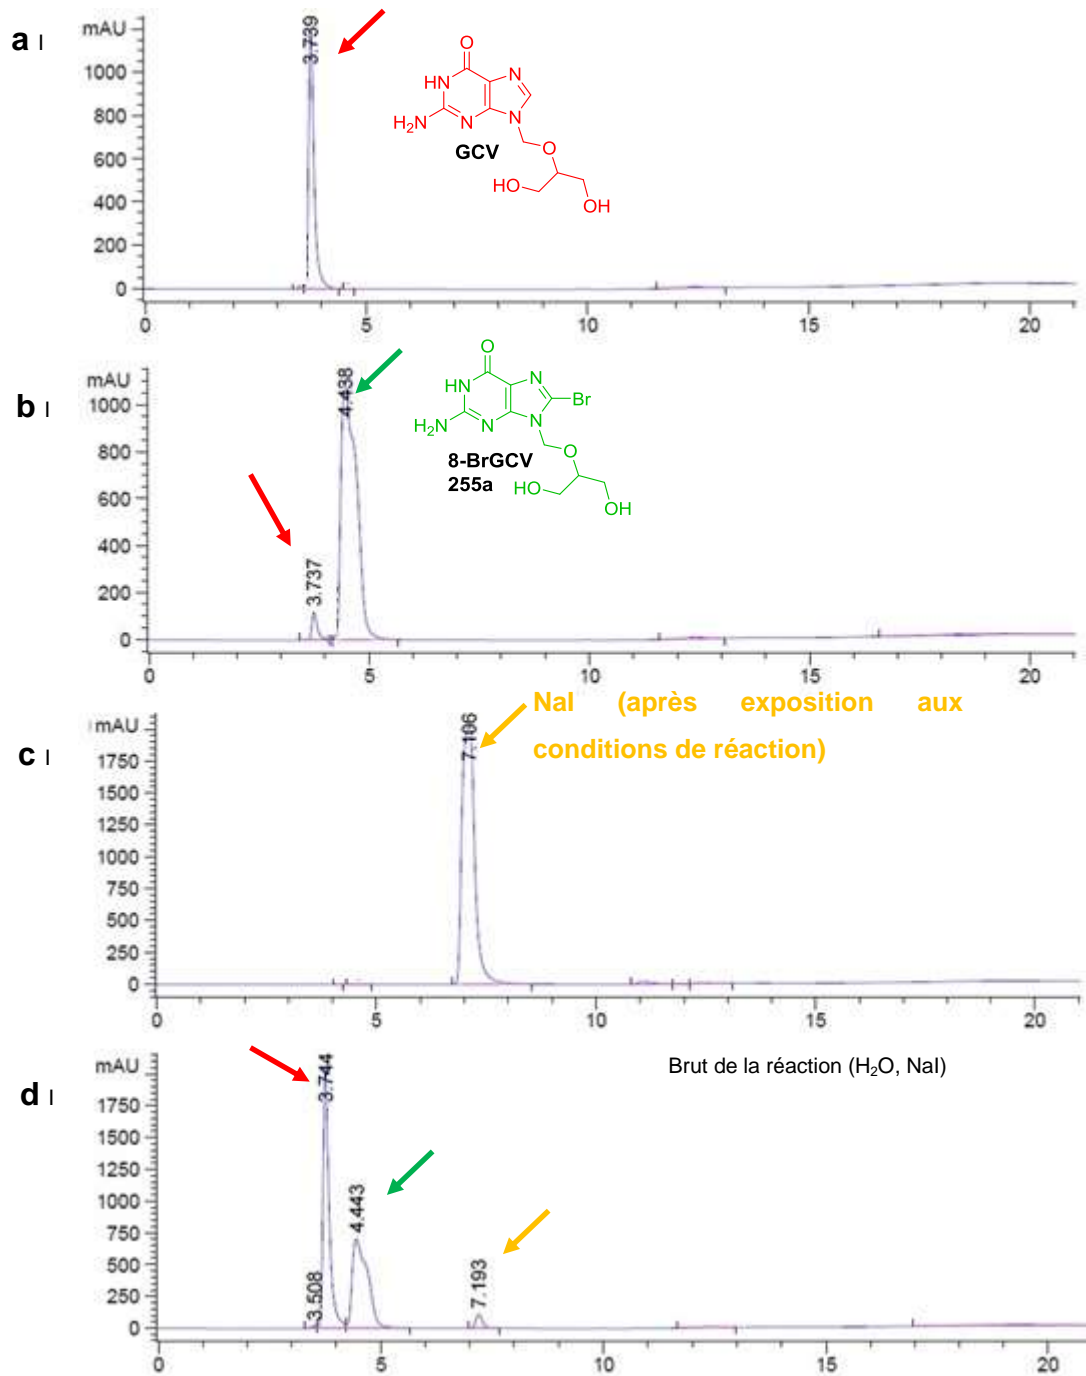 a I
mAU
1000
800
600
400
200
0
3.739
O
HN
N
H2N
N
N
GCV
O
HO
OH
0 5 10 15 20
b I
mAU
1000
800
600
400
200
0
3.737
4.438
O
HN
N
Br
H2N
N
N
8-BrGCV
255a
O
HO
OH
0 5 10 15 20
c I
mAU
1750
1500
1250
1000
750
500
250
0
7.106
NaI (après exposition aux
conditions de réaction)
0 5 10 15 20
d I
mAU
1750
1500
1250
1000
750
500
250
0
3.508
3.744
4.443
7.193
Brut de la réaction (H₂O, NaI)
0 5 10 15 20